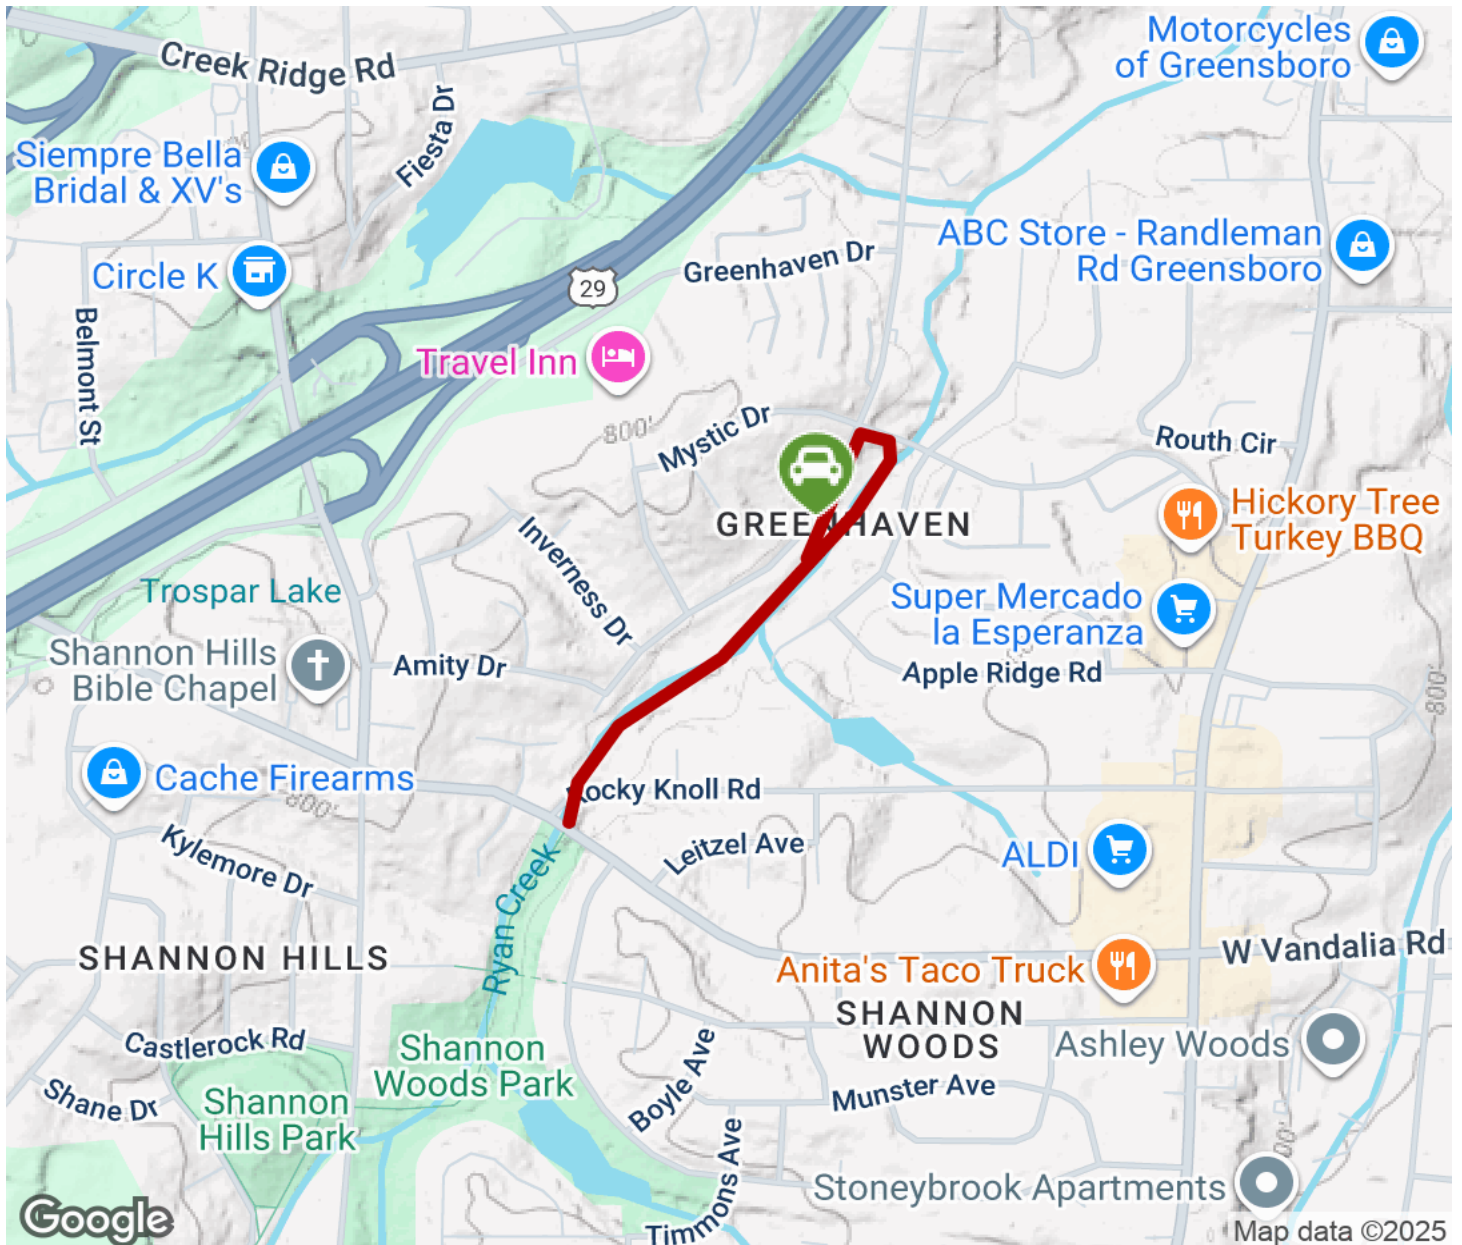 Motorcycles
of Greensboro
Creek Ridge Rd
Fiesta Dr
Siempre Bella
Bridal & XV's
ABC Store - Randleman
Rd Greensboro
Greenhaven Dr
Circle K
29
Belmont St
Travel Inn
800'
Mystic Dr
Routh Cir
Hickory Tree
Turkey BBQ
GREENHAVEN
Inverness Dr
Trospar Lake
Super Mercado
la Esperanza
Shannon Hills
Bible Chapel
Amity Dr
Apple Ridge Rd
800'
Cache Firearms
800'
Rocky Knoll Rd
Kylemore Dr
Leitzel Ave
ALDI
Ryan Creek
SHANNON HILLS
W Vandalia Rd
Anita's Taco Truck
SHANNON
WOODS
Castlerock Rd
Shannon
Woods Park
Ashley Woods
Shane Dr
Shannon
Hills Park
Boyle Ave
Munster Ave
Timmons Ave
Stoneybrook Apartments
Google
Map data ©2025